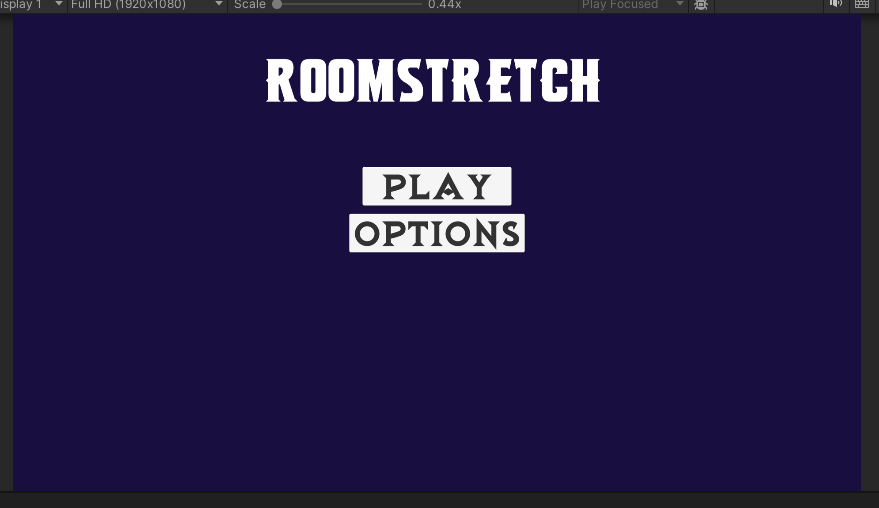 isplay 1 Full HD (1920x1080) Scale 0.44x Play Focused
ROOMSTRETCH
PLAY
OPTIONS